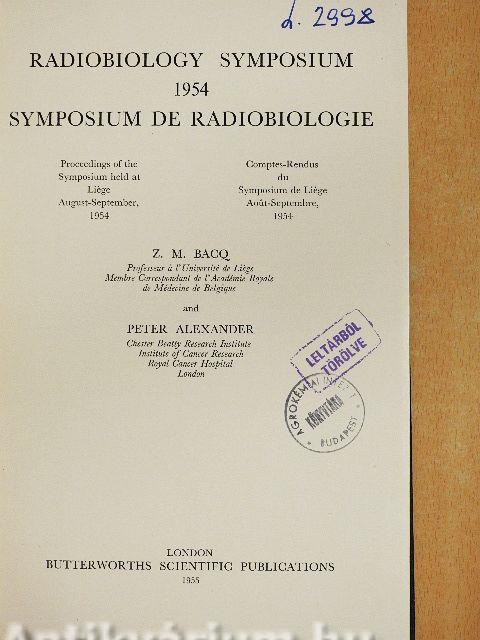 L. 2998
RADIOBIOLOGY SYMPOSIUM
1954
SYMPOSIUM DE RADIOBIOLOGIE
Proceedings of the
Symposium held at
Liège
August-September,
1954
Comptes-Rendus
du
Symposium de Liège
Août-Septembre,
1954
Z. M. BACQ
Professeur à l'Université de Liège
Membre Correspondant de l'Académie Royale
de Médecine de Belgique
and
PETER ALEXANDER
Chester Beatty Research Institute
Institute of Cancer Research
Royal Cancer Hospital
London
LELTÁRBÓL
TÖRÖLVE
AGROKÉMIAI
KÖNYVTÁRA
BUDAPEST
LONDON
BUTTERWORTHS SCIENTIFIC PUBLICATIONS
1955
Antikvárium.hu